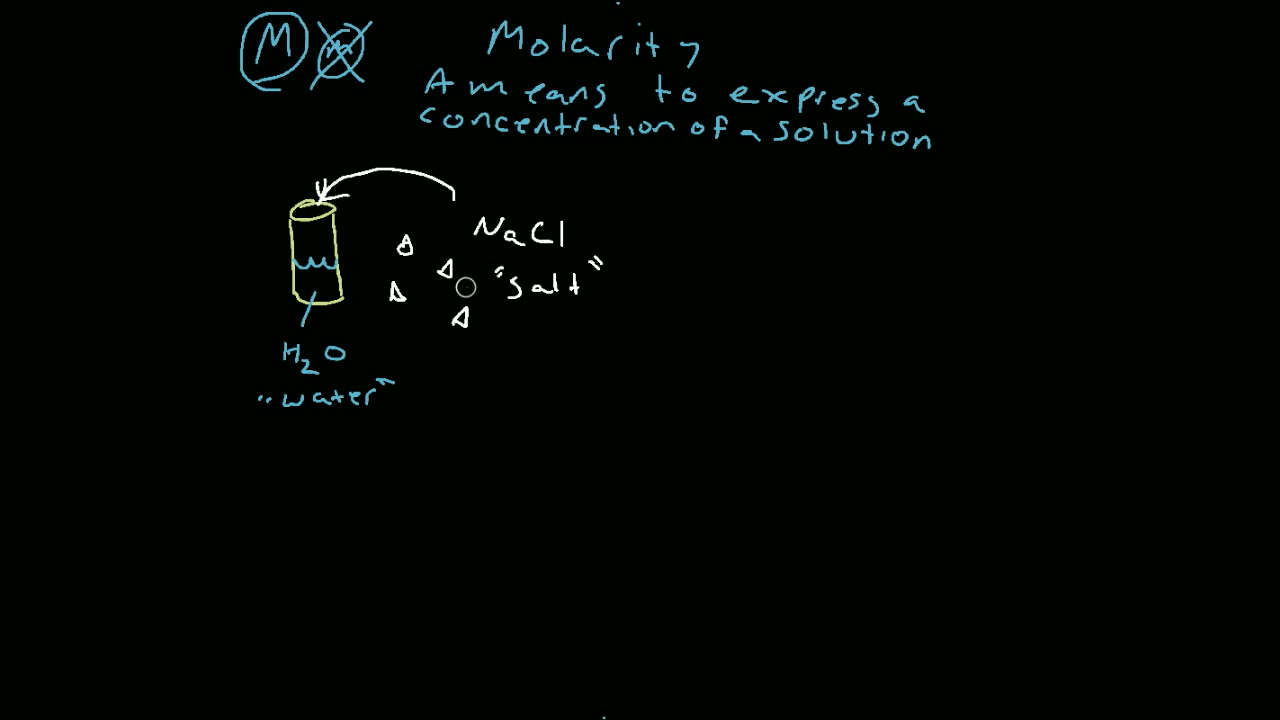 M m Molarity
A means to express a
concentration of a solution
NaCl
"salt"
H₂O
"water"